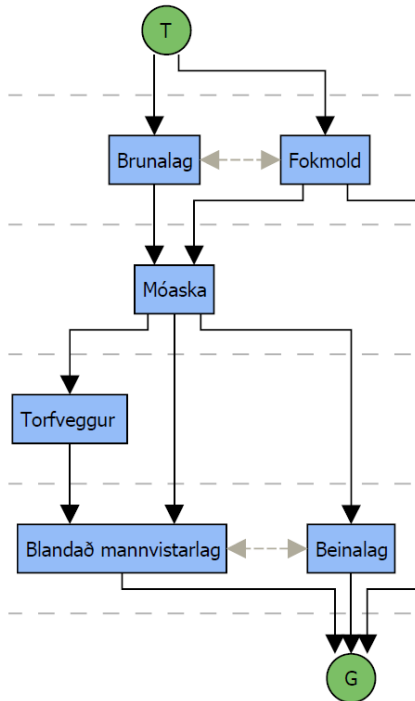 T
Brunalag
Fokmold
Móaska
Torfveggur
Blandað mannvistarlag
Beinalag
G